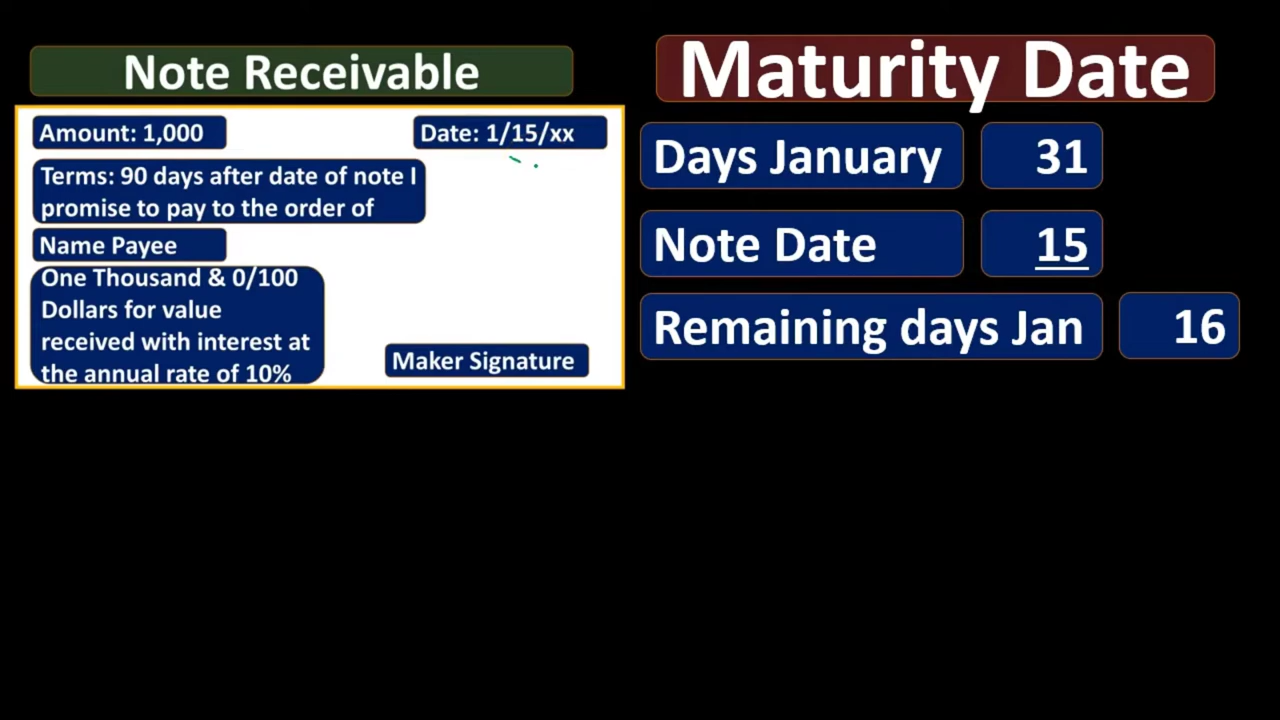 Note Receivable
Amount: 1,000
Date: 1/15/xx
Terms: 90 days after date of note I
promise to pay to the order of
Name Payee
One Thousand & 0/100
Dollars for value
received with interest at
the annual rate of 10%
Maker Signature
Maturity Date
Days January 31
Note Date 15
Remaining days Jan 16